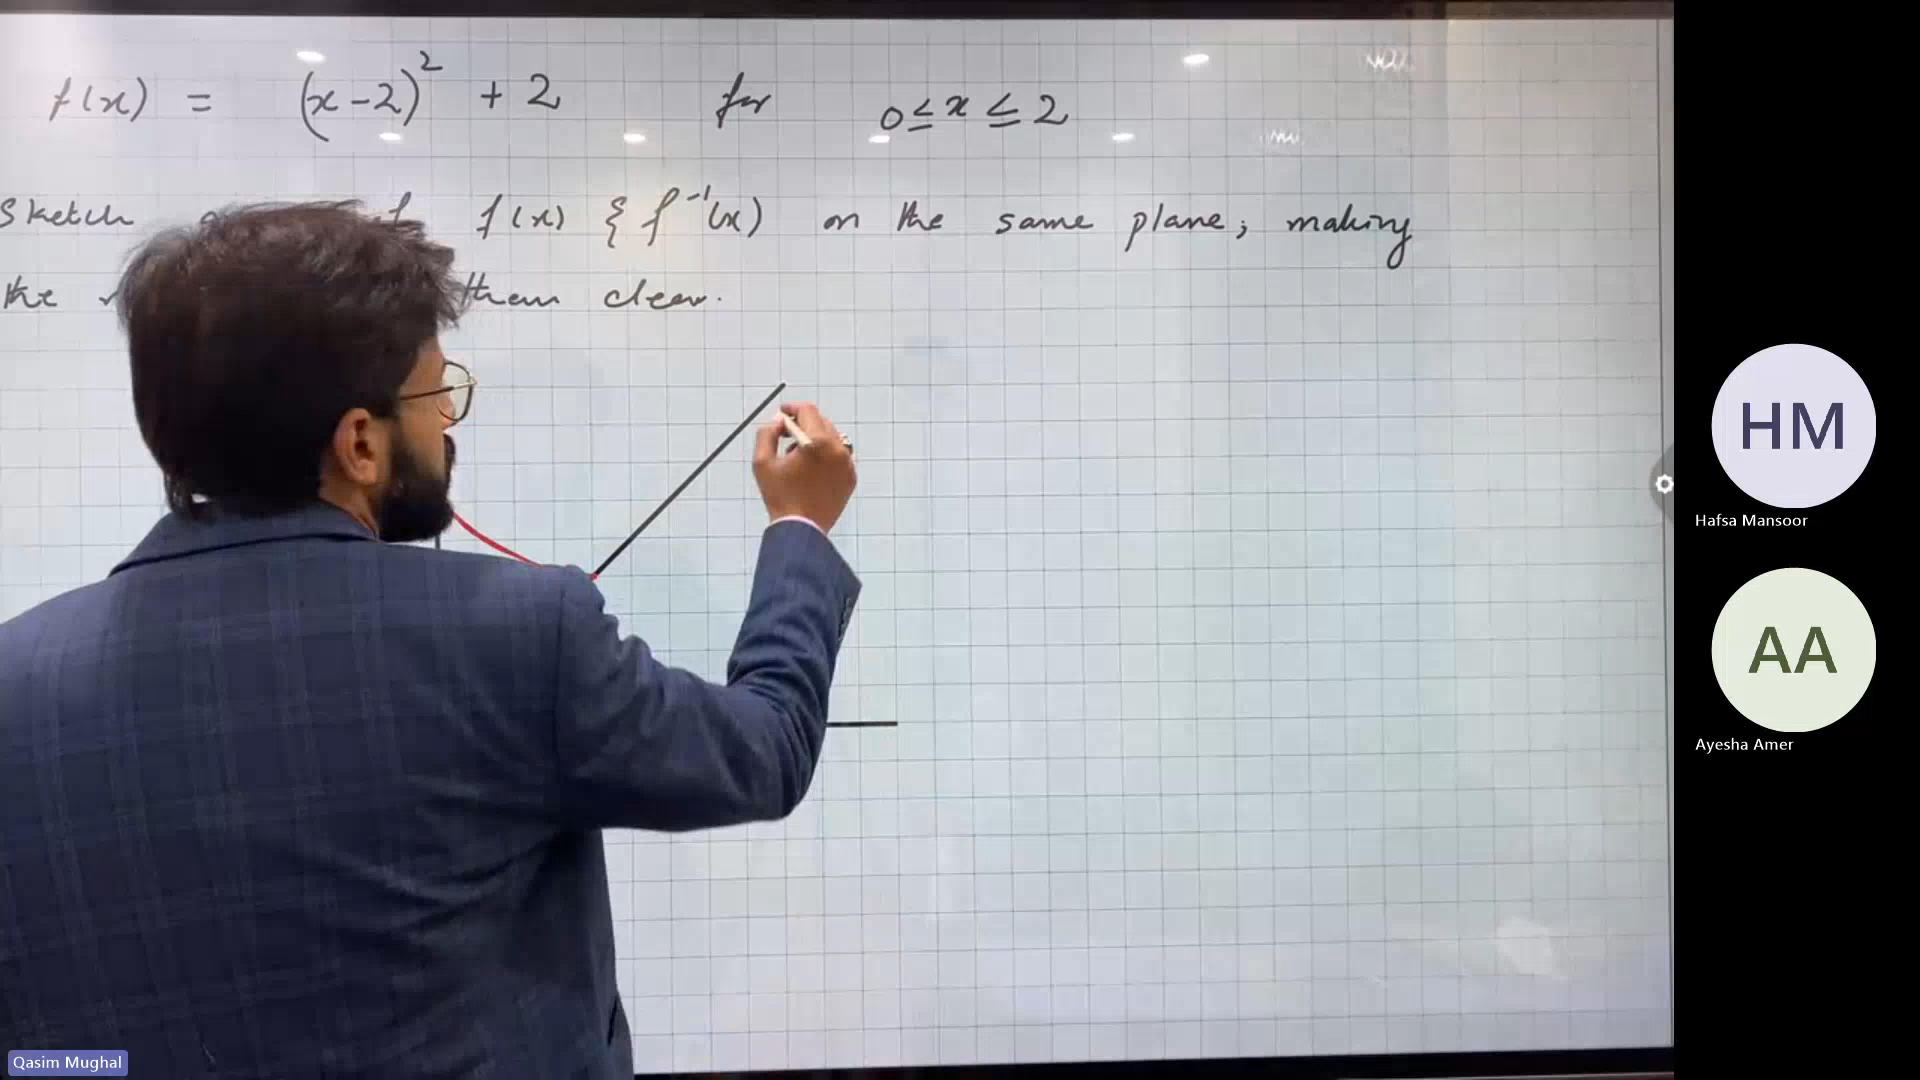 f(x) = (x-2)² + 2 for 0 ≤ x ≤ 2
Sketch f(x) & f⁻¹(x) on the same plane; making
the them clear.
HM
Hafsa Mansoor
AA
Ayesha Amer
Qasim Mughal